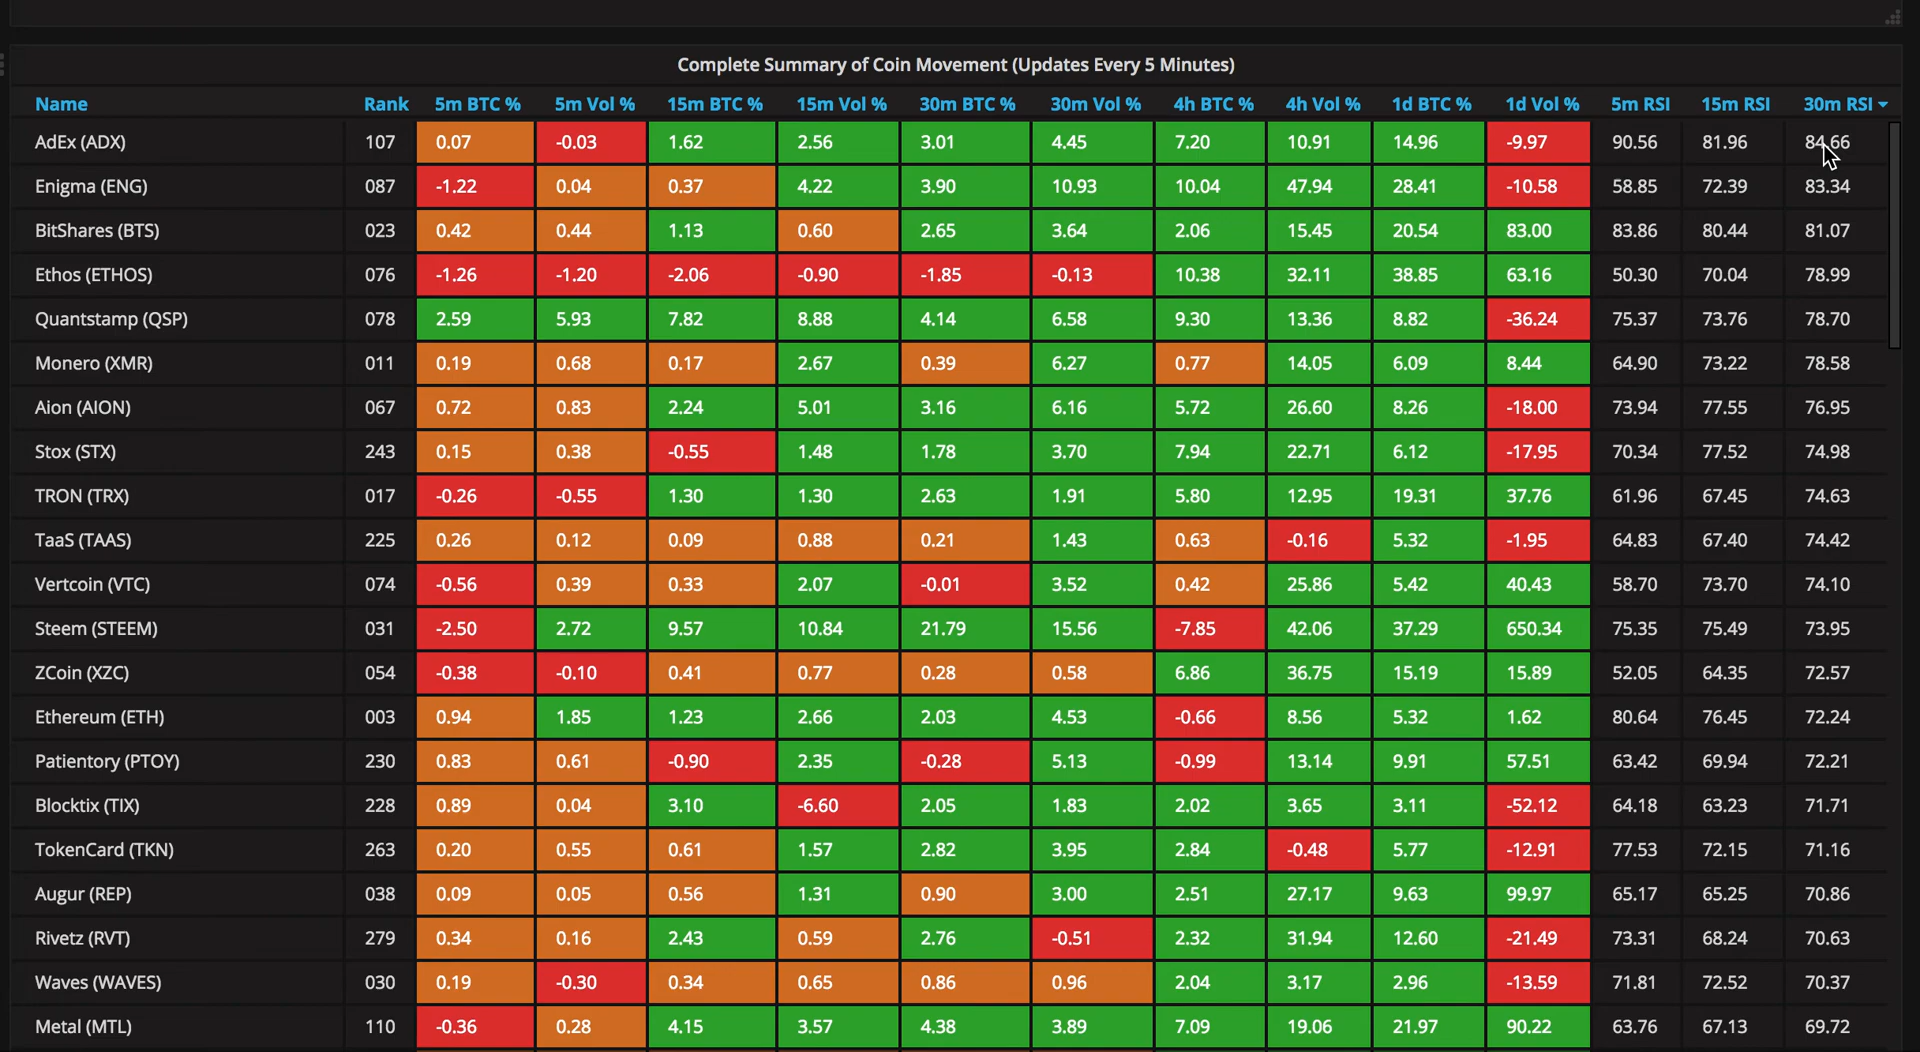 Complete Summary of Coin Movement (Updates Every 5 Minutes)
Name Rank 5m BTC % 5m Vol % 15m BTC % 15m Vol % 30m BTC % 30m Vol % 4h BTC % 4h Vol % 1d BTC % 1d Vol % 5m RSI 15m RSI 30m RSI
AdEx (ADX) 107 0.07 -0.03 1.62 2.56 3.01 4.45 7.20 10.91 14.96 -9.97 90.56 81.96 84.66
Enigma (ENG) 087 -1.22 0.04 0.37 4.22 3.90 10.93 10.04 47.94 28.41 -10.58 58.85 72.39 83.34
BitShares (BTS) 023 0.42 0.44 1.13 0.60 2.65 3.64 2.06 15.45 20.54 83.00 83.86 80.44 81.07
Ethos (ETHOS) 076 -1.26 -1.20 -2.06 -0.90 -1.85 -0.13 10.38 32.11 38.85 63.16 50.30 70.04 78.99
Quantstamp (QSP) 078 2.59 5.93 7.82 8.88 4.14 6.58 9.30 13.36 8.82 -36.24 75.37 73.76 78.70
Monero (XMR) 011 0.19 0.68 0.17 2.67 0.39 6.27 0.77 14.05 6.09 8.44 64.90 73.22 78.58
Aion (AION) 067 0.72 0.83 2.24 5.01 3.16 6.16 5.72 26.60 8.26 -18.00 73.94 77.55 76.95
Stox (STX) 243 0.15 0.38 -0.55 1.48 1.78 3.70 7.94 22.71 6.12 -17.95 70.34 77.52 74.98
TRON (TRX) 017 -0.26 -0.55 1.30 1.30 2.63 1.91 5.80 12.95 19.31 37.76 61.96 67.45 74.63
TaaS (TAAS) 225 0.26 0.12 0.09 0.88 0.21 1.43 0.63 -0.16 5.32 -1.95 64.83 67.40 74.42
Vertcoin (VTC) 074 -0.56 0.39 0.33 2.07 -0.01 3.52 0.42 25.86 5.42 40.43 58.70 73.70 74.10
Steem (STEEM) 031 -2.50 2.72 9.57 10.84 21.79 15.56 -7.85 42.06 37.29 650.34 75.35 75.49 73.95
ZCoin (XZC) 054 -0.38 -0.10 0.41 0.77 0.28 0.58 6.86 36.75 15.19 15.89 52.05 64.35 72.57
Ethereum (ETH) 003 0.94 1.85 1.23 2.66 2.03 4.53 -0.66 8.56 5.32 1.62 80.64 76.45 72.24
Patientory (PTOY) 230 0.83 0.61 -0.90 2.35 -0.28 5.13 -0.99 13.14 9.91 57.51 63.42 69.94 72.21
Blocktix (TIX) 228 0.89 0.04 3.10 -6.60 2.05 1.83 2.02 3.65 3.11 -52.12 64.18 63.23 71.71
TokenCard (TKN) 263 0.20 0.55 0.61 1.57 2.82 3.95 2.84 -0.48 5.77 -12.91 77.53 72.15 71.16
Augur (REP) 038 0.09 0.05 0.56 1.31 0.90 3.00 2.51 27.17 9.63 99.97 65.17 65.25 70.86
Rivetz (RVT) 279 0.34 0.16 2.43 0.59 2.76 -0.51 2.32 31.94 12.60 -21.49 73.31 68.24 70.63
Waves (WAVES) 030 0.19 -0.30 0.34 0.65 0.86 0.96 2.04 3.17 2.96 -13.59 71.81 72.52 70.37
Metal (MTL) 110 -0.36 0.28 4.15 3.57 4.38 3.89 7.09 19.06 21.97 90.22 63.76 67.13 69.72